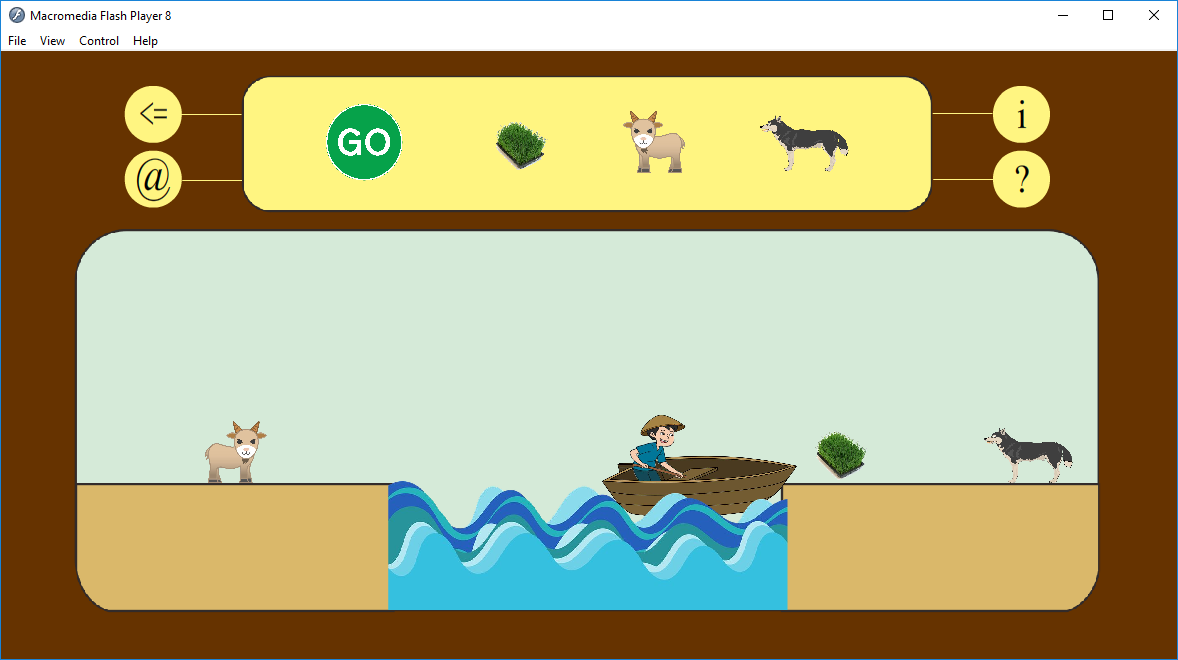 Macromedia Flash Player 8
File View Control Help
<=
GO
i
@
?